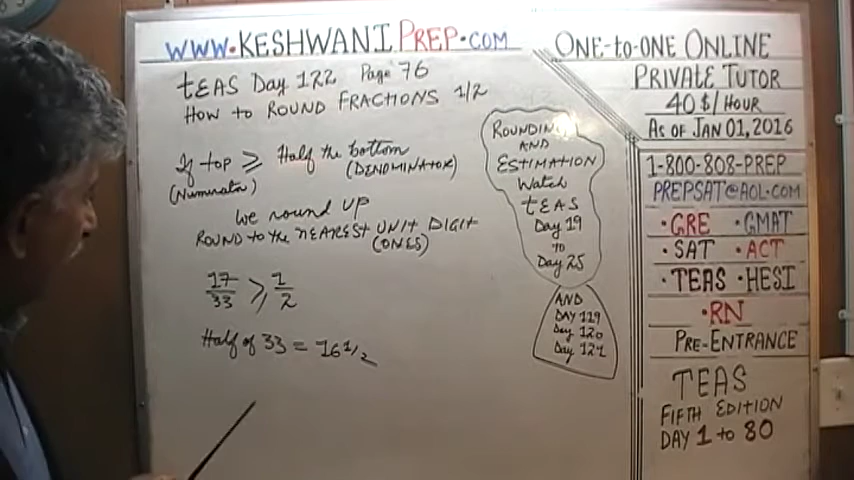 WWW.KESHWANIPREP.COM
TEAS Day 122 Page 76
HOW to ROUND FRACTIONS 1/2
If top ⩾ Half the bottom
(Numerator) (DENOMINATOR)
We round UP
ROUND to the NEAREST UNIT DIGIT
(ONES)
17/33 ⩾ 1/2
Half of 33 = 16 1/2
ROUNDING
AND
ESTIMATION
Watch
TEAS
Day 19
to
Day 25
AND
DAY 119
Day 120
Day 121
ONE-to-ONE ONLINE
PRIVATE TUTOR
40$/HOUR
AS OF JAN 01, 2016
1-800-808-PREP
PREPSAT@AOL.COM
•GRE •GMAT
•SAT •ACT
•TEAS •HESI
•RN
PRE-ENTRANCE
TEAS
FIFTH EDITION
DAY 1 to 80